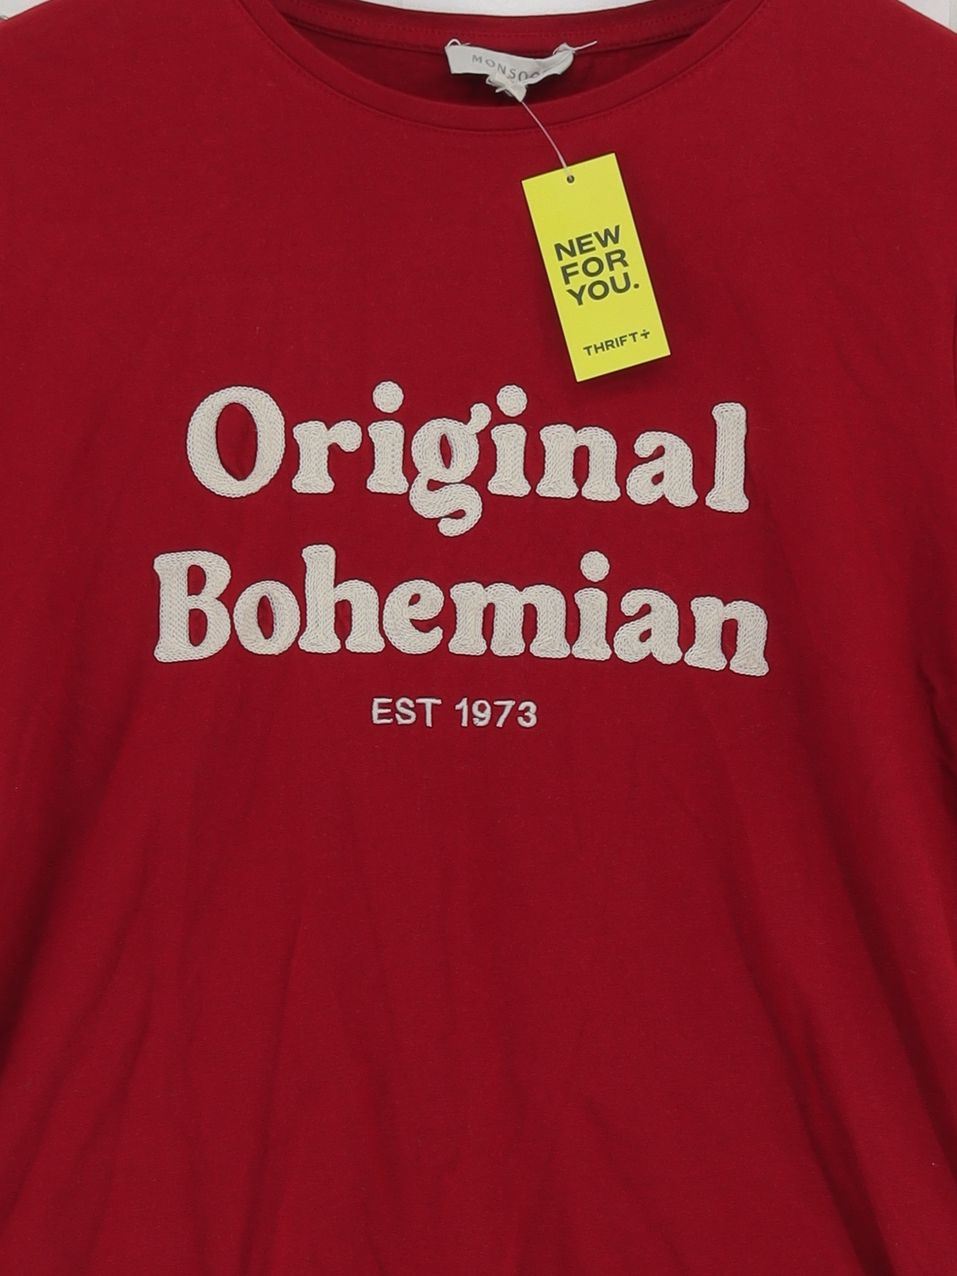 NEW
FOR
YOU.
THRIFT+
Original
Bohemian
EST 1973